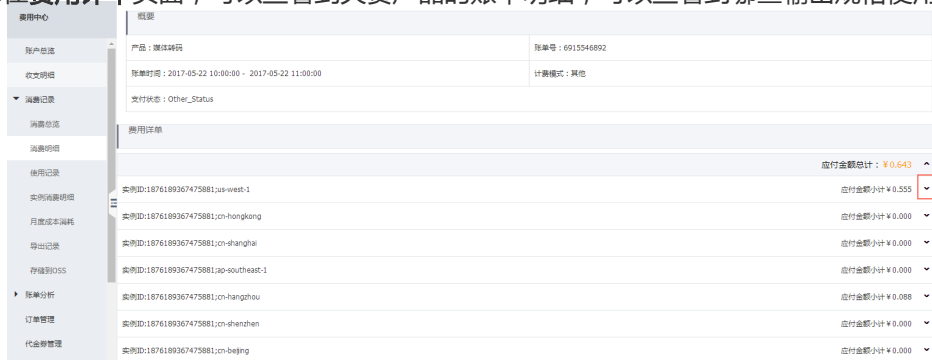 费用中心
账户总览
收支明细
消费记录
消费总览
消费明细
使用记录
实例消费明细
月度成本消耗
导出记录
存储到OSS
账单分析
订单管理
代金券管理
概要
产品：媒体转码
账单号：6915546892
账单时间：2017-05-22 10:00:00 - 2017-05-22 11:00:00
计费模式：其他
支付状态：Other_Status
费用详单
应付金额总计：￥0.643
实例ID:1876189367475881;us-west-1 应付金额小计￥0.555
实例ID:1876189367475881;cn-hongkong 应付金额小计￥0.000
实例ID:1876189367475881;cn-shanghai 应付金额小计￥0.000
实例ID:1876189367475881;ap-southeast-1 应付金额小计￥0.000
实例ID:1876189367475881;cn-hangzhou 应付金额小计￥0.088
实例ID:1876189367475881;cn-shenzhen 应付金额小计￥0.000
实例ID:1876189367475881;cn-beijing 应付金额小计￥0.000